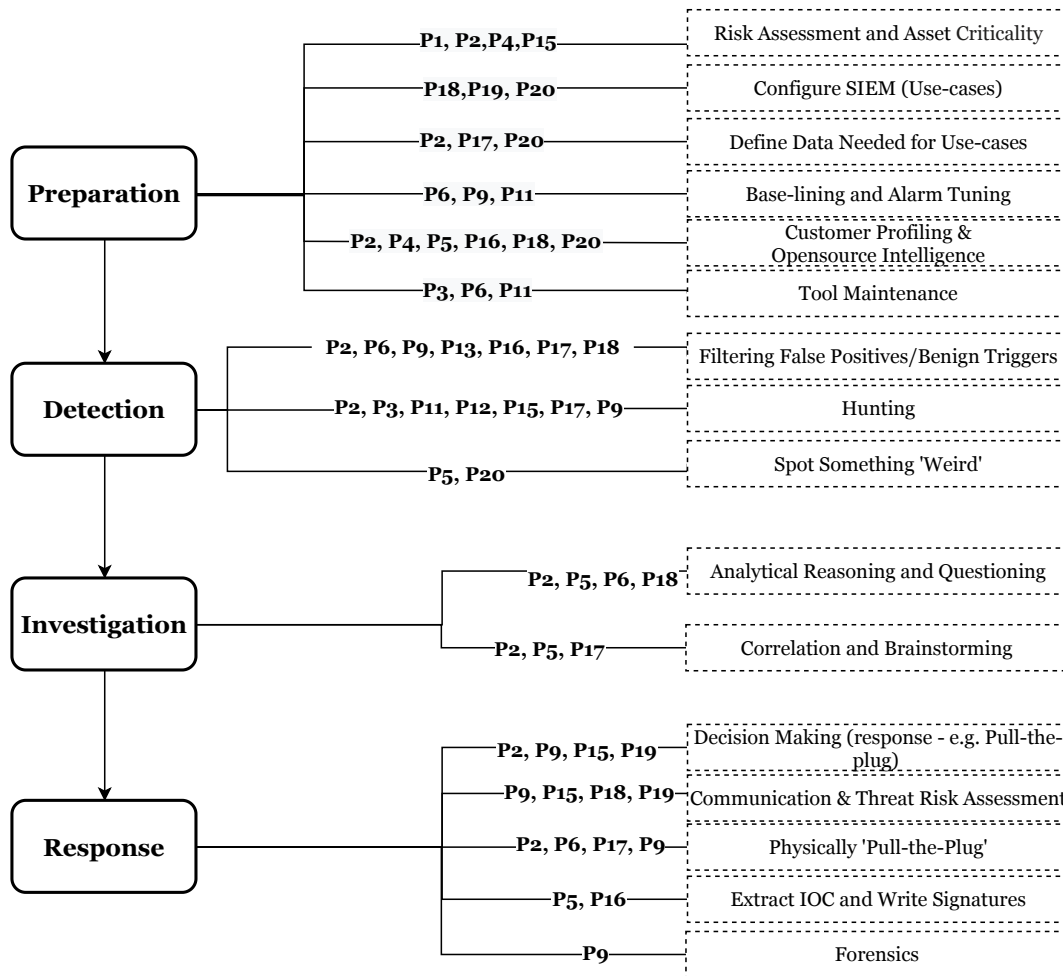 P1, P2,P4,P15
Risk Assessment and Asset Criticality
P18,P19, P20
Configure SIEM (Use-cases)
P2, P17, P20
Define Data Needed for Use-cases
Preparation
P6, P9, P11
Base-lining and Alarm Tuning
P2, P4, P5, P16, P18, P20
Customer Profiling &
Opensource Intelligence
P3, P6, P11
Tool Maintenance
P2, P6, P9, P13, P16, P17, P18
Filtering False Positives/Benign Triggers
Detection
P2, P3, P11, P12, P15, P17, P9
Hunting
P5, P20
Spot Something 'Weird'
P2, P5, P6, P18
Analytical Reasoning and Questioning
Investigation
P2, P5, P17
Correlation and Brainstorming
P2, P9, P15, P19
Decision Making (response - e.g. Pull-the-
plug)
P9, P15, P18, P19
Communication & Threat Risk Assessment
Response
P2, P6, P17, P9
Physically 'Pull-the-Plug'
P5, P16
Extract IOC and Write Signatures
P9
Forensics